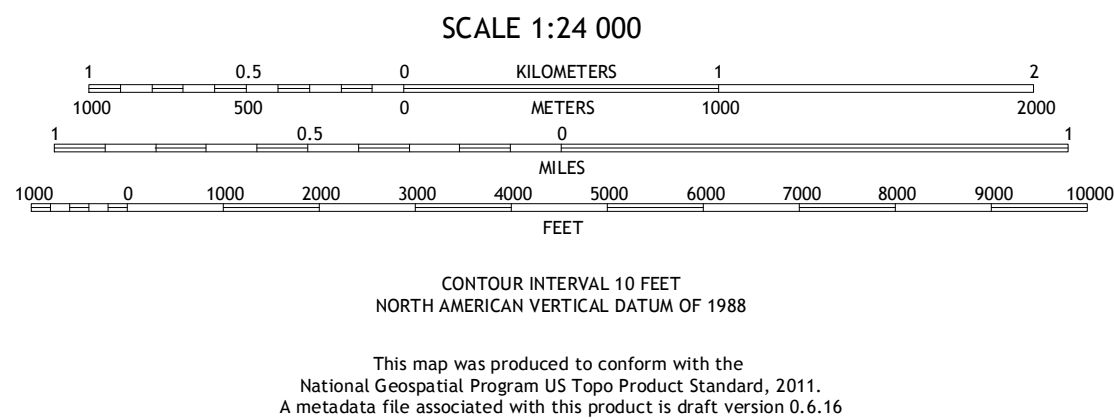 SCALE 1:24 000
1 0.5 0 KILOMETERS 1 2
1000 500 0 METERS 1000 2000
1 0.5 0 1
MILES
1000 0 1000 2000 3000 4000 5000 6000 7000 8000 9000 10000
FEET
CONTOUR INTERVAL 10 FEET
NORTH AMERICAN VERTICAL DATUM OF 1988
This map was produced to conform with the
National Geospatial Program US Topo Product Standard, 2011.
A metadata file associated with this product is draft version 0.6.16